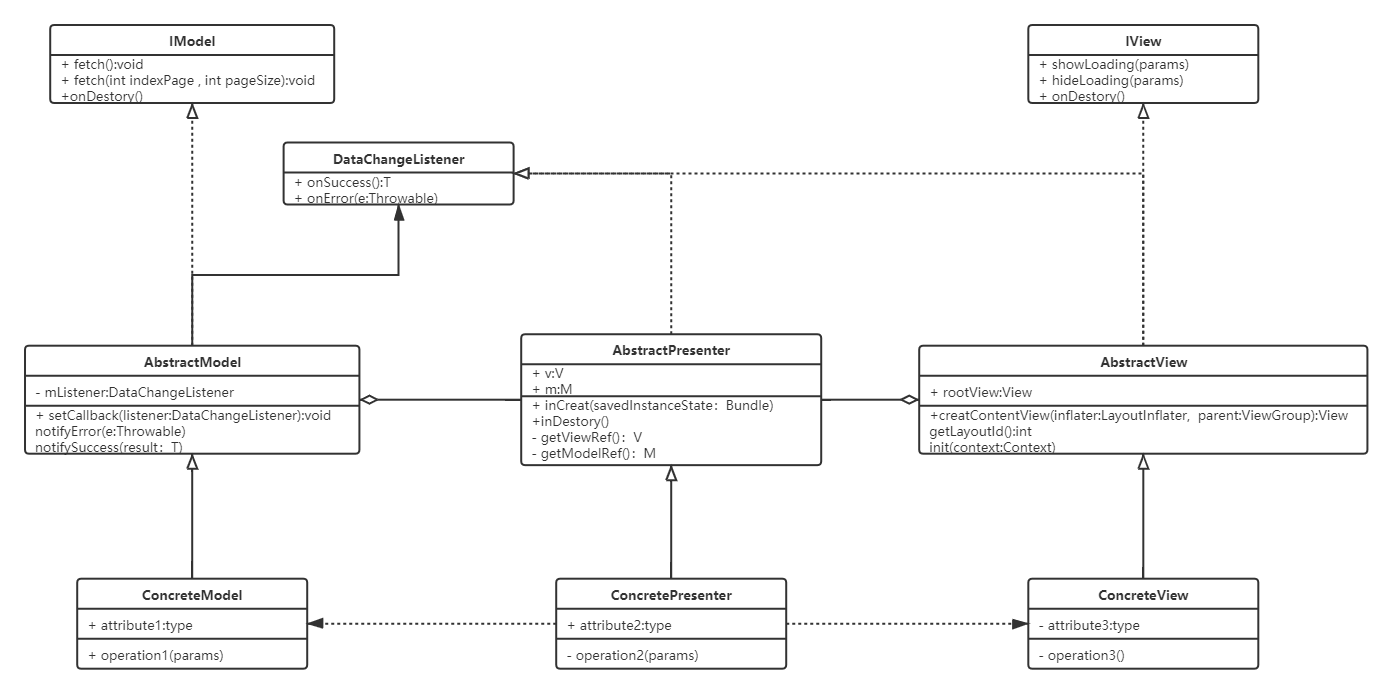 IModel
+ fetch():void
+ fetch(int indexPage , int pageSize):void
+onDestory()
IView
+ showLoading(params)
+ hideLoading(params)
+ onDestory()
DataChangeListener
+ onSuccess():T
+ onError(e:Throwable)
AbstractModel
- mListener:DataChangeListener
+ setCallback(listener:DataChangeListener):void
notifyError(e:Throwable)
notifySuccess(result：T)
AbstractPresenter
+ v:V
+ m:M
+ inCreat(savedInstanceState：Bundle)
+inDestory()
- getViewRef()：V
- getModelRef()：M
AbstractView
+ rootView:View
+creatContentView(inflater:LayoutInflater, parent:ViewGroup):View
getLayoutId():int
init(context:Context)
ConcreteModel
+ attribute1:type
+ operation1(params)
ConcretePresenter
+ attribute2:type
- operation2(params)
ConcreteView
- attribute3:type
- operation3()